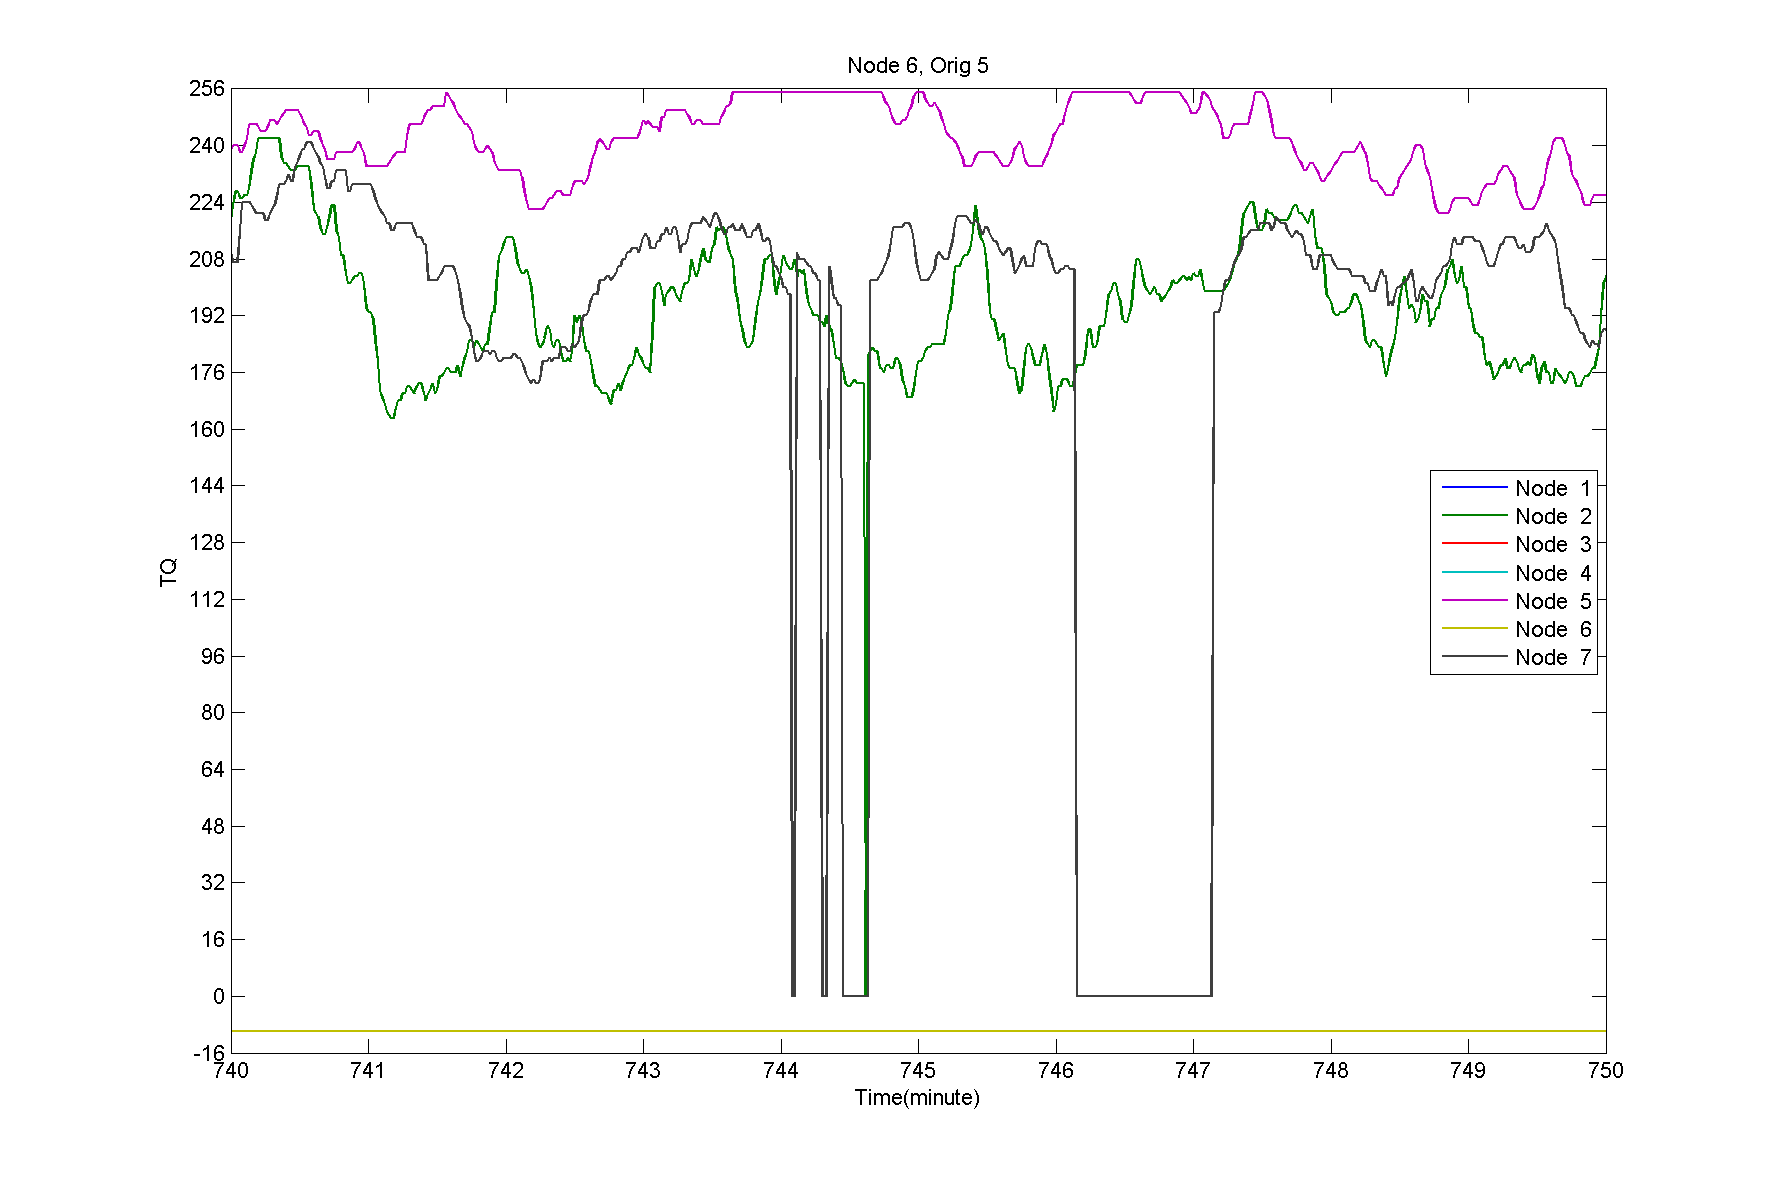 Node 6, Orig 5
256
240
224
208
192
176
160
144
128
112
96
80
64
48
32
16
0
-16
TQ
Node 1
Node 2
Node 3
Node 4
Node 5
Node 6
Node 7
740 741 742 743 744 745 746 747 748 749 750
Time(minute)